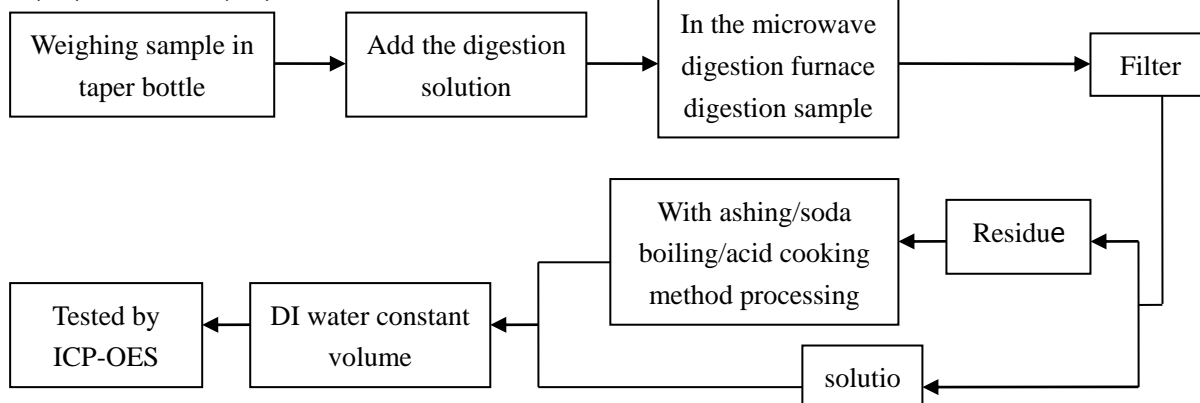 Weighing sample in
taper bottle
Add the digestion
solution
In the microwave
digestion furnace
digestion sample
Filter
With ashing/soda
boiling/acid cooking
method processing
Residue
Tested by
ICP-OES
DI water constant
volume
solutio